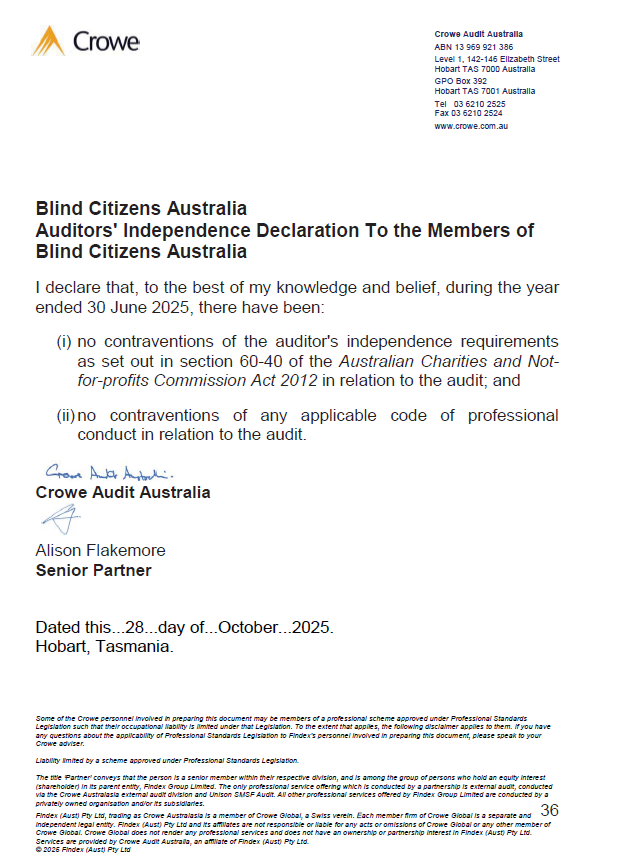 Crowe
Crowe Audit Australia
ABN 13 969 921 386
Level 1, 142-146 Elizabeth Street
Hobart TAS 7000 Australia
GPO Box 392
Hobart TAS 7001 Australia
Tel 03 6210 2525
Fax 03 6210 2524
www.crowe.com.au
Blind Citizens Australia
Auditors' Independence Declaration To the Members of
Blind Citizens Australia
I declare that, to the best of my knowledge and belief, during the year
ended 30 June 2025, there have been:
(i) no contraventions of the auditor's independence requirements
as set out in section 60-40 of the Australian Charities and Not-
for-profits Commission Act 2012 in relation to the audit; and
(ii) no contraventions of any applicable code of professional
conduct in relation to the audit.
Crowe Audit Australia
Crowe Audit Australia
Alison Flakemore
Senior Partner
Dated this...28...day of...October...2025.
Hobart, Tasmania.
Some of the Crowe personnel involved in preparing this document may be members of a professional scheme approved under Professional Standards
Legislation such that their occupational liability is limited under that Legislation. To the extent that applies, the following disclaimer applies to them. If you have
any questions about the applicability of Professional Standards Legislation to Findex's personnel involved in preparing this document, please speak to your
Crowe adviser.
Liability limited by a scheme approved under Professional Standards Legislation.
The title 'Partner' conveys that the person is a senior member within their respective division, and is among the group of persons who hold an equity interest
(shareholder) in its parent entity, Findex Group Limited. The only professional service offering which is conducted by a partnership is external audit, conducted
via the Crowe Australasia external audit division and Unison SMSF Audit. All other professional services offered by Findex Group Limited are conducted by a
privately owned organisation and/or its subsidiaries.
36
Findex (Aust) Pty Ltd, trading as Crowe Australasia is a member of Crowe Global, a Swiss verein. Each member firm of Crowe Global is a separate and
independent legal entity. Findex (Aust) Pty Ltd and its affiliates are not responsible or liable for any acts or omissions of Crowe Global or any other member of
Crowe Global. Crowe Global does not render any professional services and does not have an ownership or partnership interest in Findex (Aust) Pty Ltd.
Services are provided by Crowe Audit Australia, an affiliate of Findex (Aust) Pty Ltd.
© 2025 Findex (Aust) Pty Ltd